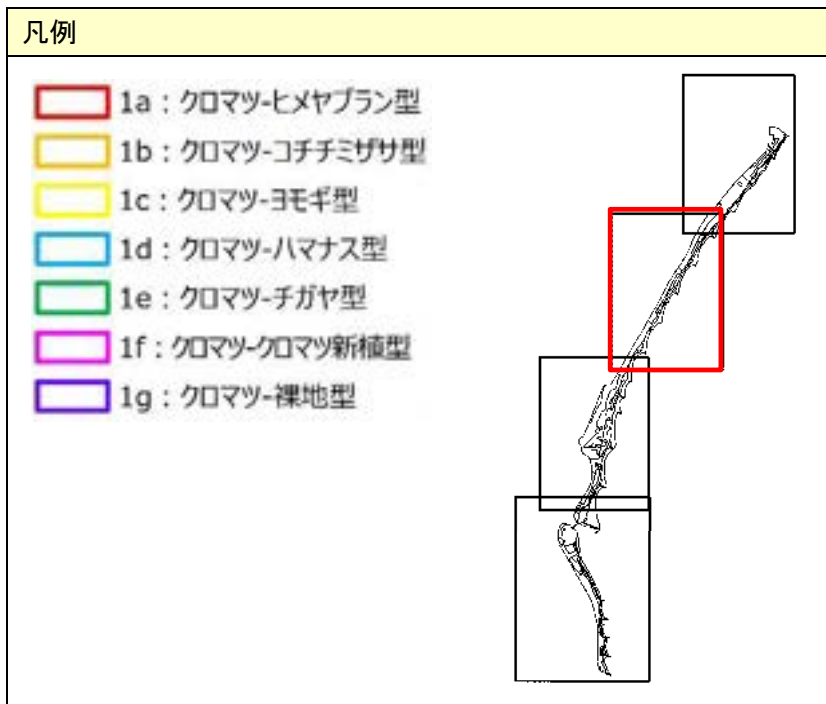 凡例
1a：クロマツ-ヒメヤブラン型
1b：クロマツ-コチヂミザサ型
1c：クロマツ-ヨモギ型
1d：クロマツ-ハマナス型
1e：クロマツ-チガヤ型
1f：クロマツ-クロマツ新植型
1g：クロマツ-裸地型